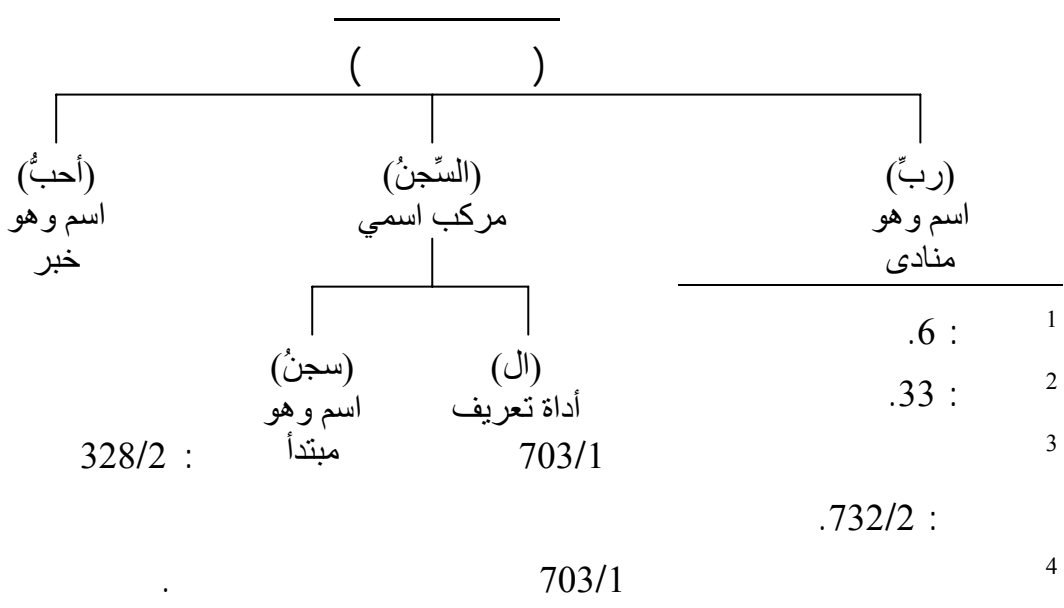 ( )
(ربِّ) (السِّجنُ) (أحبُّ)
اسم وهو مركب اسمي اسم وهو
منادى خبر
(ال) (سجنُ)
أداة تعريف اسم وهو
مبتدأ
1 : 6.
2 : 33.
3 703/1 : 328/2
: 732/2.
4 703/1 .